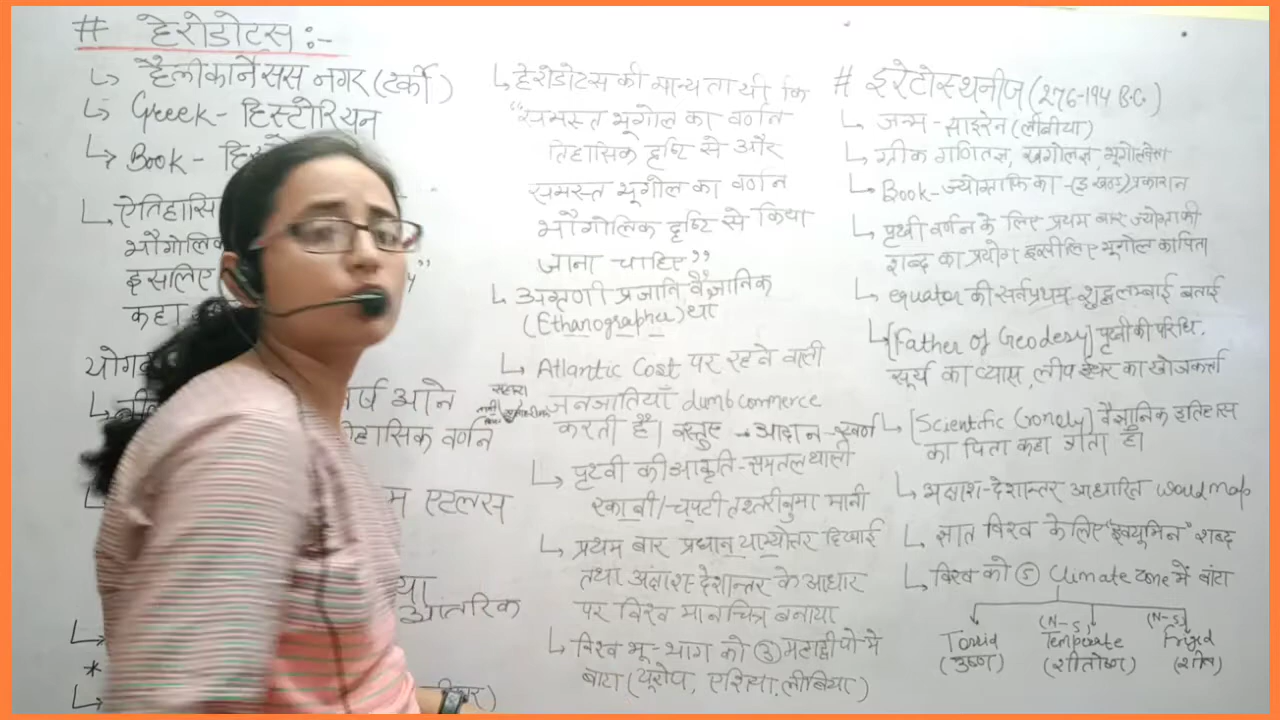 # हेरोडोटस :-
↳ हैलीकार्नैसस नगर (टर्की)
↳ Greek - हिस्टोरियन
↳ Book -
↳ ऐतिहासि
भौगोलिक
इसलिए
कहा
र्ष आने
हासिक वर्णन
म एटलस
या
आंतरिक
*
↳ हेरोडोटस की मान्यता थी कि
"समस्त भूगोल का वर्णन
तिहासिक दृष्टि से और
समस्त भूगोल का वर्णन
भौगोलिक दृष्टि से किया
जाना चाहिए"
↳ अग्रणी प्रजाति वैज्ञानिक
(Ethanographer) था
↳ Atlantic Cost पर रहने वाली
जनजातियाँ dumb commerce
करती हैं। वस्तुए → आदान - स्वर्ण
सहारा
↳ पृथ्वी की आकृति - समतल थाली
रकाबी/-चपटी तश्तरीनुमा मानी
↳ प्रथम बार प्रधान याम्योतर दिखाई
तथा अंक्षाश-देशान्तर के आधार
पर विश्व मानचित्र बनाया
↳ विश्व भू-भाग को ③ महाद्वीपो मे
बाटा (यूरोप, एशिया, लीबिया)
# इरेटोस्थनीज (276-194 B.C.)
↳ जन्म - साइरेन (लीबीया)
↳ ग्रीक गणितज्ञ, खगोलज्ञ, भूगोलवेता
↳ Book - ज्योग्राफिका - (3 खण्ड) प्रकाशन
↳ पृथ्वी वर्णन के लिए प्रथम बार ज्योग्राफी
शब्द का प्रयोग इसीलिए भूगोल का पिता
↳ equator की सर्वप्रथम शुद्ध लम्बाई बताई
↳ [Father of Geodesy] पृथ्वी की परिधि,
सूर्य का व्यास, लीप ईयर का खोजकर्त्ता
↳ [Scientific Gonely] वैज्ञानिक इतिहास
का पिता कहा जाता है।
↳ अक्षाश-देशान्तर आधारित World map
↳ ज्ञात विश्व के लिए "इक्युमिन" शब्द
↳ विश्व को ⑤ Climate zone में बांटा
(N-S) (N-S)
Torrid Temperate Frigid
(उष्ण) (शीतोष्ण) (शीत)